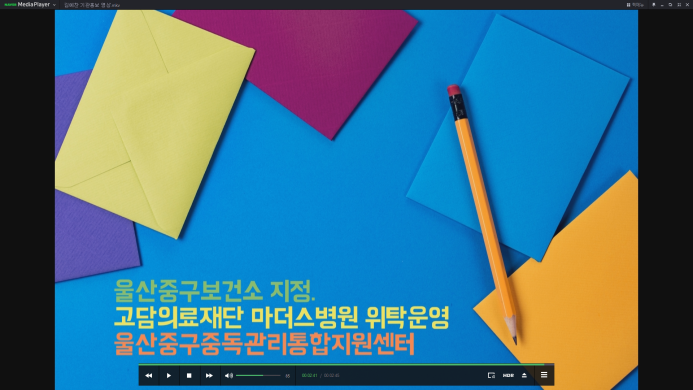 MediaPlayer
울산중구보건소 지정.
고담의료재단 마더스병원 위탁운영
울산중구중독관리통합지원센터
HDR